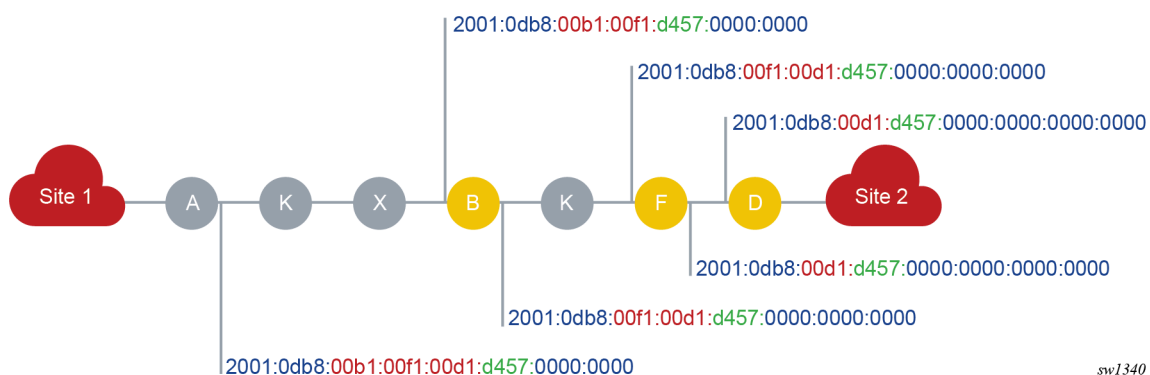 2001:0db8:00b1:00f1:d457:0000:0000
2001:0db8:00f1:00d1:d457:0000:0000:0000
2001:0db8:00d1:d457:0000:0000:0000:0000
Site 1 A K X B K F D Site 2
2001:0db8:00d1:d457:0000:0000:0000:0000
2001:0db8:00f1:00d1:d457:0000:0000:0000
2001:0db8:00b1:00f1:00d1:d457:0000:0000
sw1340